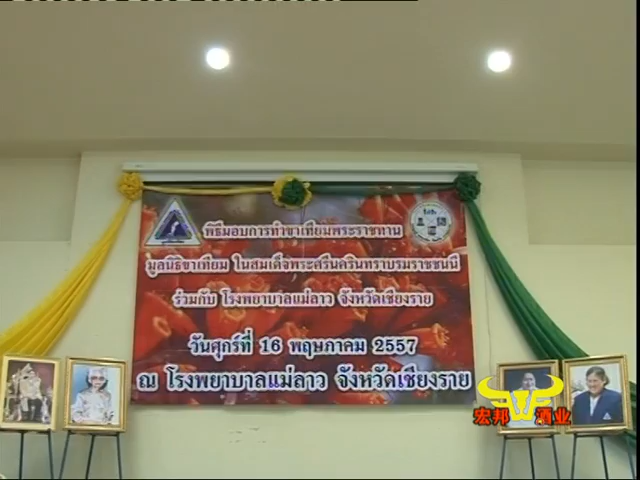 พิธีมอบการทำขาเทียมพระราชทาน
มูลนิธิขาเทียม ในสมเด็จพระศรีนครินทราบรมราชชนนี
ร่วมกับ โรงพยาบาลแม่ลาว จังหวัดเชียงราย
วันศุกร์ที่ 16 พฤษภาคม 2557
ณ โรงพยาบาลแม่ลาว จังหวัดเชียงราย
宏邦 酒业